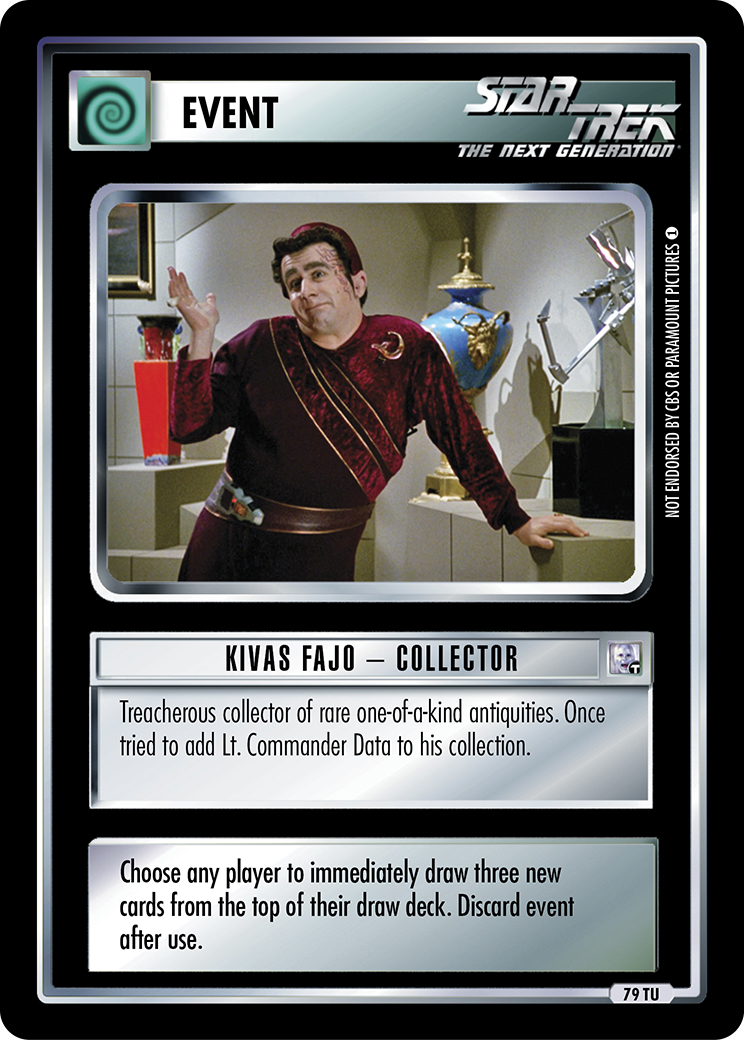 EVENT
STAR TREK
THE NEXT GENERATION
NOT ENDORSED BY CBS OR PARAMOUNT PICTURES 1
KIVAS FAJO – COLLECTOR
T
Treacherous collector of rare one-of-a-kind antiquities. Once
tried to add Lt. Commander Data to his collection.
Choose any player to immediately draw three new
cards from the top of their draw deck. Discard event
after use.
79 TU